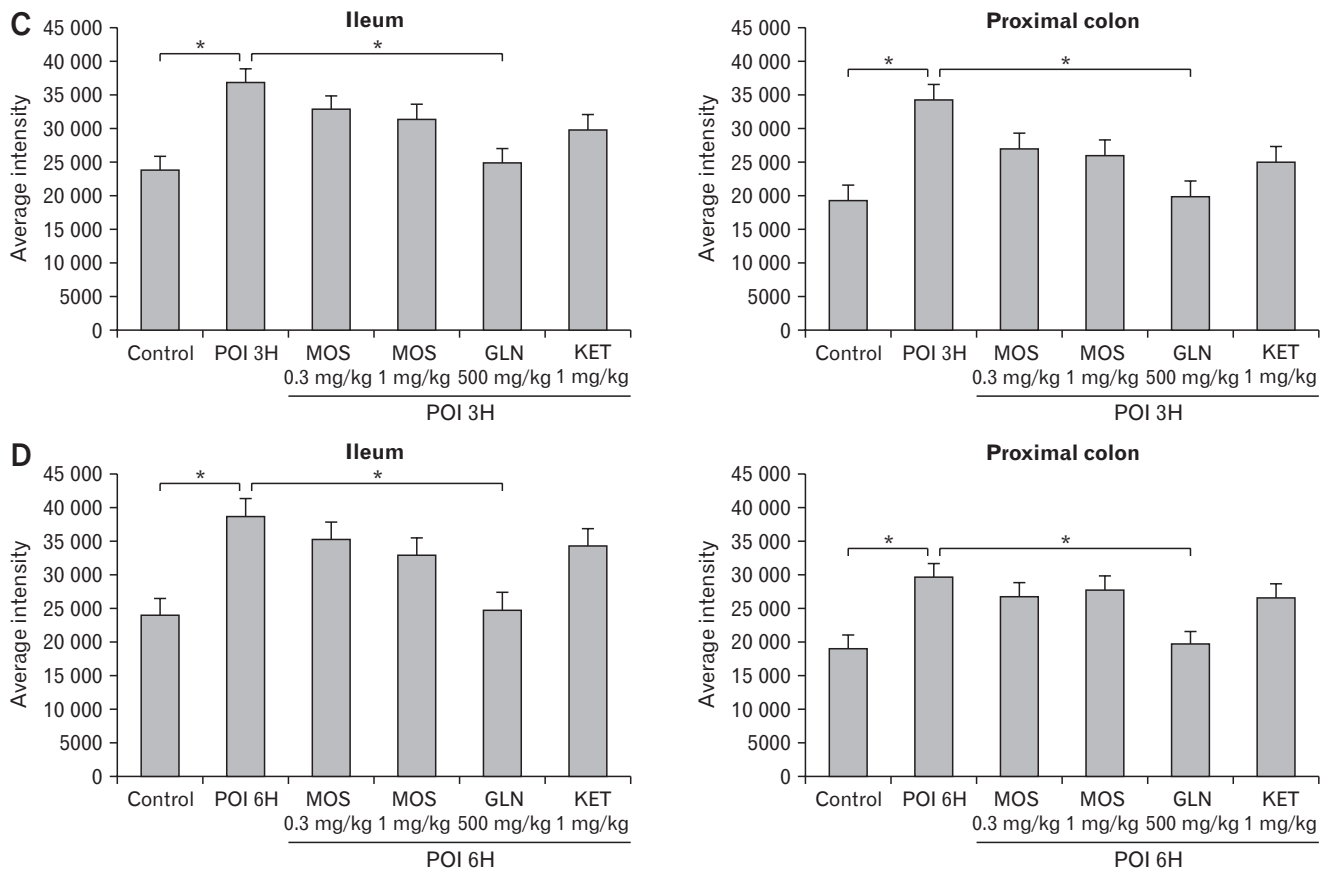 C
Ileum
Average intensity
45 000
40 000
35 000
30 000
25 000
20 000
15 000
10 000
5000
0
*
*
Control POI 3H MOS MOS GLN KET
0.3 mg/kg 1 mg/kg 500 mg/kg 1 mg/kg
POI 3H
Proximal colon
Average intensity
45 000
40 000
35 000
30 000
25 000
20 000
15 000
10 000
5000
0
*
*
Control POI 3H MOS MOS GLN KET
0.3 mg/kg 1 mg/kg 500 mg/kg 1 mg/kg
POI 3H
D
Ileum
Average intensity
45 000
40 000
35 000
30 000
25 000
20 000
15 000
10 000
5000
0
*
*
Control POI 6H MOS MOS GLN KET
0.3 mg/kg 1 mg/kg 500 mg/kg 1 mg/kg
POI 6H
Proximal colon
Average intensity
45 000
40 000
35 000
30 000
25 000
20 000
15 000
10 000
5000
0
*
*
Control POI 6H MOS MOS GLN KET
0.3 mg/kg 1 mg/kg 500 mg/kg 1 mg/kg
POI 6H